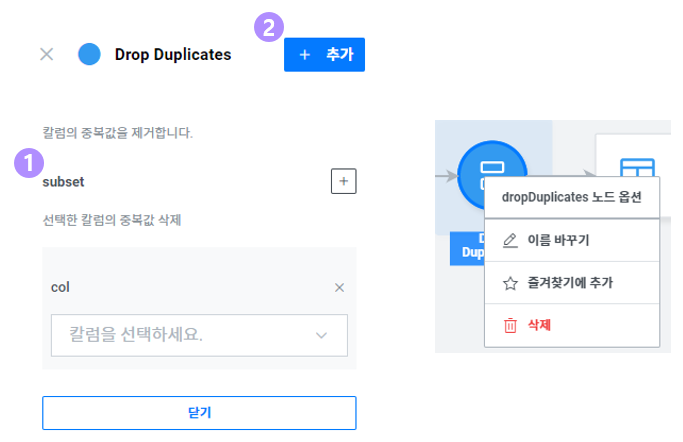 2
Drop Duplicates
+ 추가
칼럼의 중복값을 제거합니다.
1
subset
선택한 칼럼의 중복값 삭제
col
칼럼을 선택하세요.
닫기
D
Dup
dropDuplicates 노드 옵션
이름 바꾸기
즐겨찾기에 추가
삭제